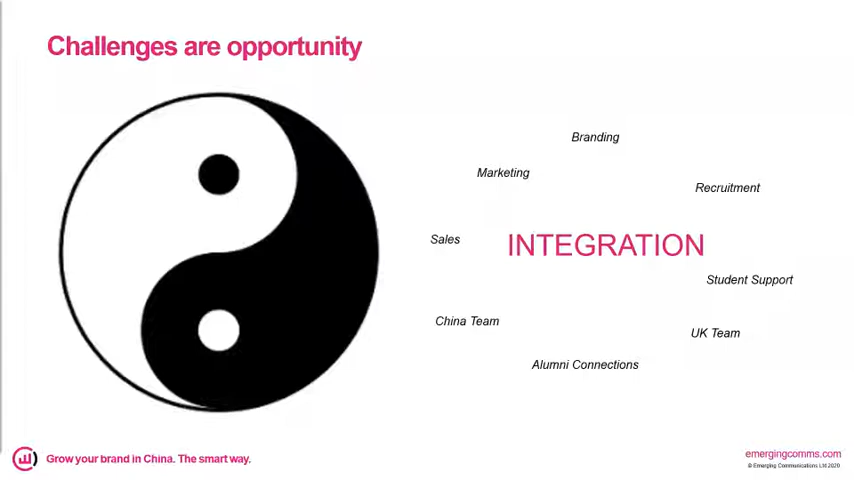 Challenges are opportunity
Branding
Marketing
Recruitment
Sales
INTEGRATION
Student Support
China Team
UK Team
Alumni Connections
Grow your brand in China. The smart way.
emergingcomms.com
© Emerging Communications Ltd 2020